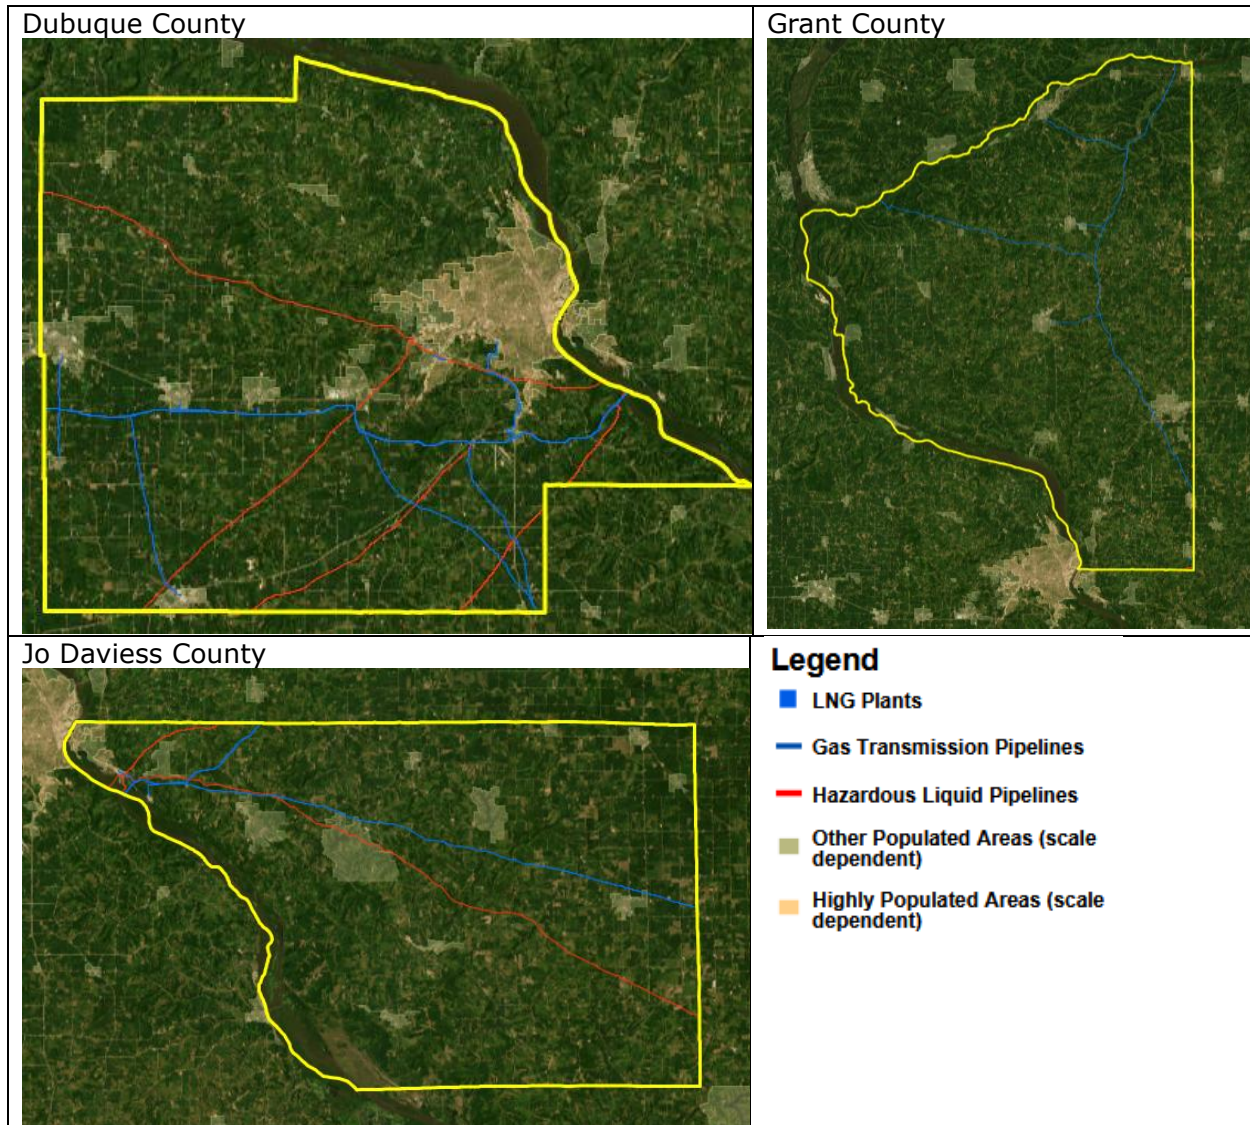 Dubuque County
Grant County
Jo Daviess County
Legend
LNG Plants
Gas Transmission Pipelines
Hazardous Liquid Pipelines
Other Populated Areas (scale
dependent)
Highly Populated Areas (scale
dependent)